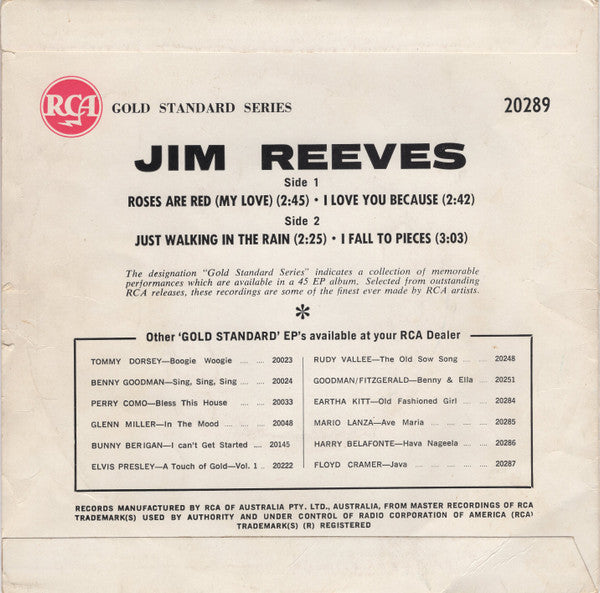 RCA GOLD STANDARD SERIES 20289
JIM REEVES
Side 1
ROSES ARE RED (MY LOVE) (2:45) • I LOVE YOU BECAUSE (2:42)
Side 2
JUST WALKING IN THE RAIN (2:25) • I FALL TO PIECES (3:03)
The designation "Gold Standard Series" indicates a collection of memorable
performances which are available in a 45 EP album. Selected from outstanding
RCA releases, these recordings are some of the finest ever made by RCA artists.
*
Other 'GOLD STANDARD' EP's available at your RCA Dealer
TOMMY DORSEY—Boogie Woogie .... .... 20023
BENNY GOODMAN—Sing, Sing, Sing .... .... 20024
PERRY COMO—Bless This House .... .... 20033
GLENN MILLER—In The Mood .... .... 20048
BUNNY BERIGAN—I can't Get Started .... 20145
ELVIS PRESLEY—A Touch of Gold—Vol. 1 .. 20222
RUDY VALLEE—The Old Sow Song .... .... 20248
GOODMAN/FITZGERALD—Benny & Ella .... 20251
EARTHA KITT—Old Fashioned Girl .... .... 20284
MARIO LANZA—Ave Maria .... .... .... 20285
HARRY BELAFONTE—Hava Nageela .... .... 20286
FLOYD CRAMER—Java .... .... .... .... 20287
RECORDS MANUFACTURED BY RCA OF AUSTRALIA PTY. LTD., AUSTRALIA, FROM MASTER RECORDINGS OF RCA
TRADEMARK(S) USED BY AUTHORITY AND UNDER CONTROL OF RADIO CORPORATION OF AMERICA (RCA)
TRADEMARK(S) (R) REGISTERED